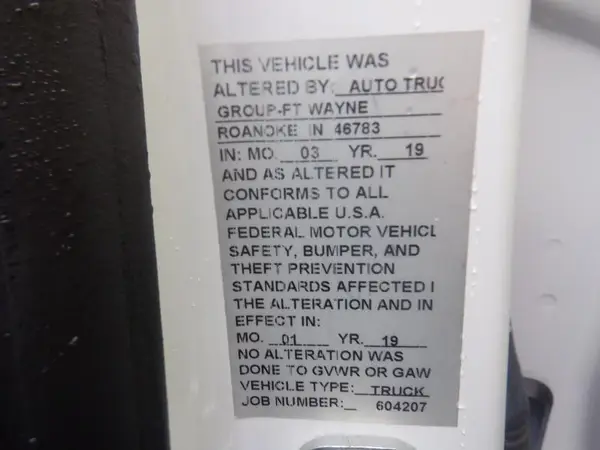 THIS VEHICLE WAS
ALTERED BY: AUTO TRUC
GROUP-FT WAYNE
ROANOKE IN 46783
IN: MO. 03 YR. 19
AND AS ALTERED IT
CONFORMS TO ALL
APPLICABLE U.S.A.
FEDERAL MOTOR VEHICL
SAFETY, BUMPER, AND
THEFT PREVENTION
STANDARDS AFFECTED
THE ALTERATION AND IN
EFFECT IN:
MO. 01 YR. 19
NO ALTERATION WAS
DONE TO GVWR OR GAW
VEHICLE TYPE: TRUCK
JOB NUMBER: 604207